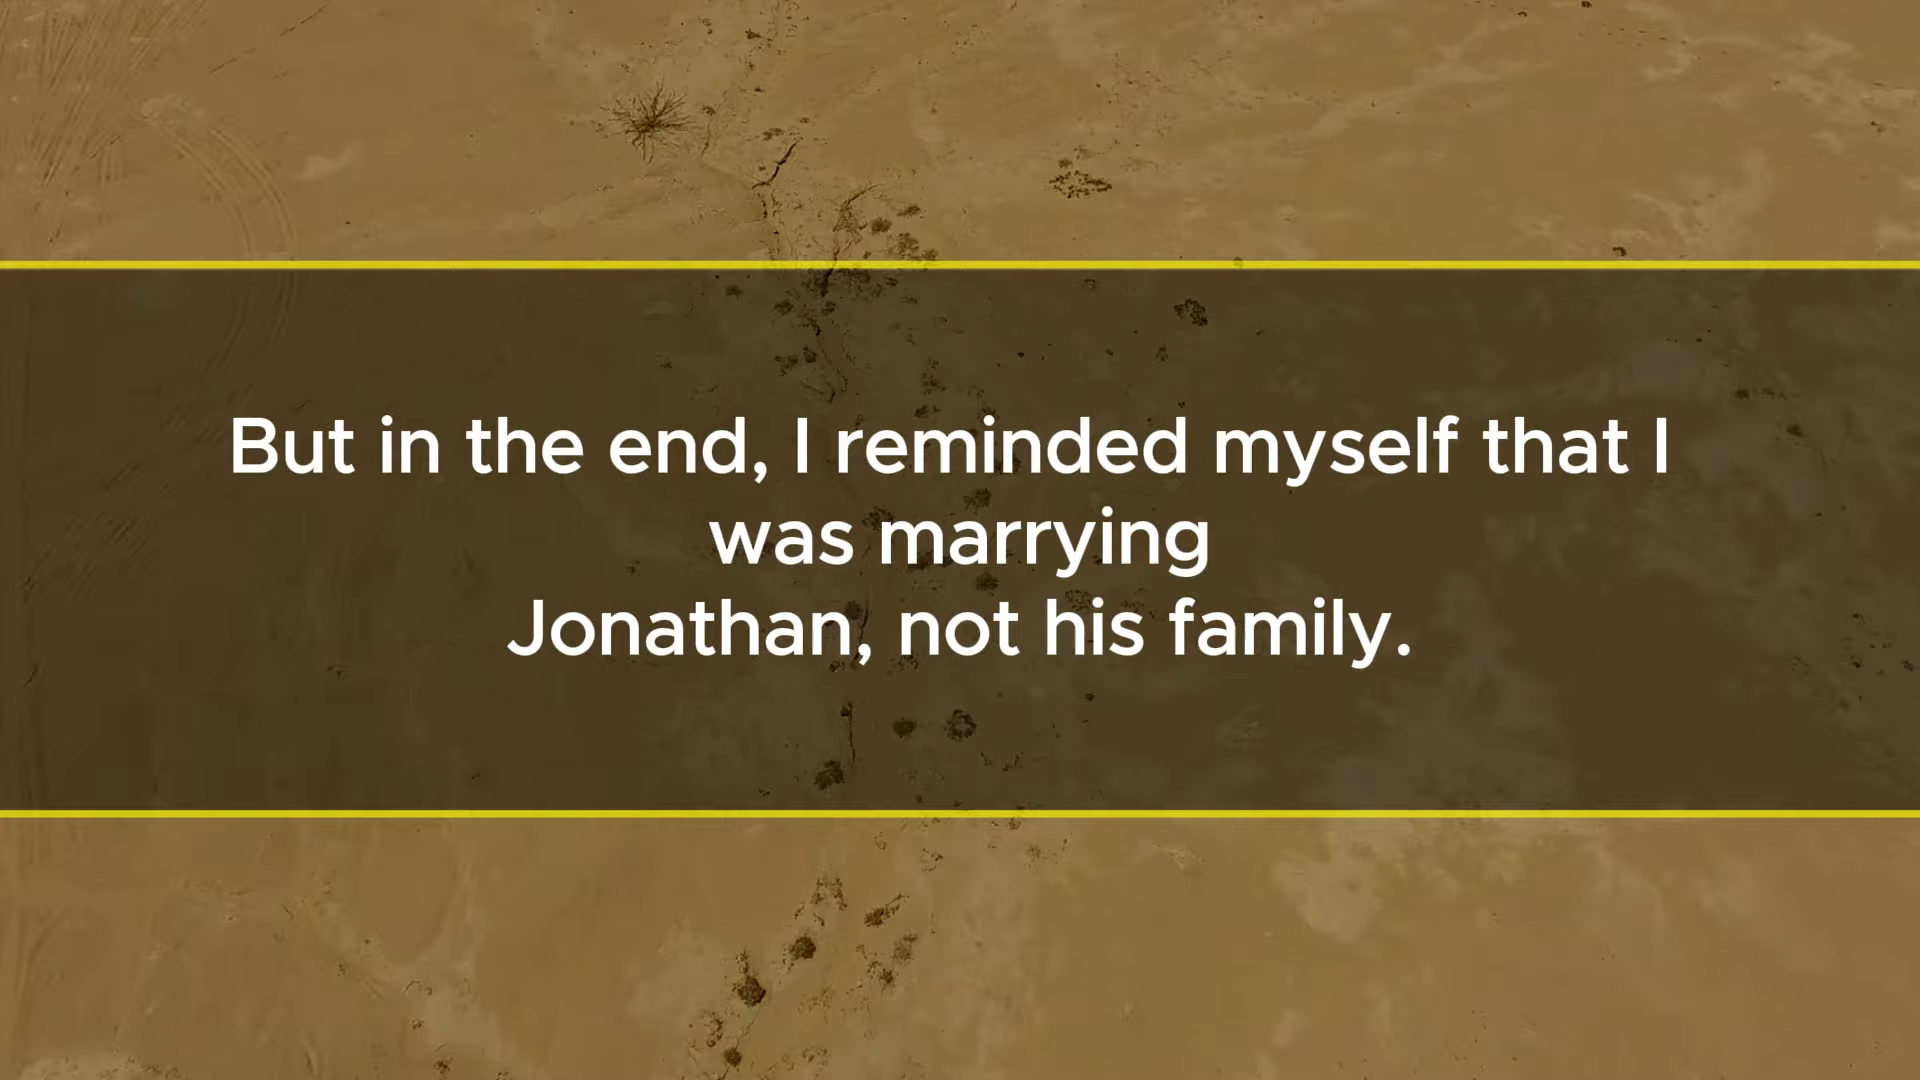 But in the end, I reminded myself that I
was marrying
Jonathan, not his family.